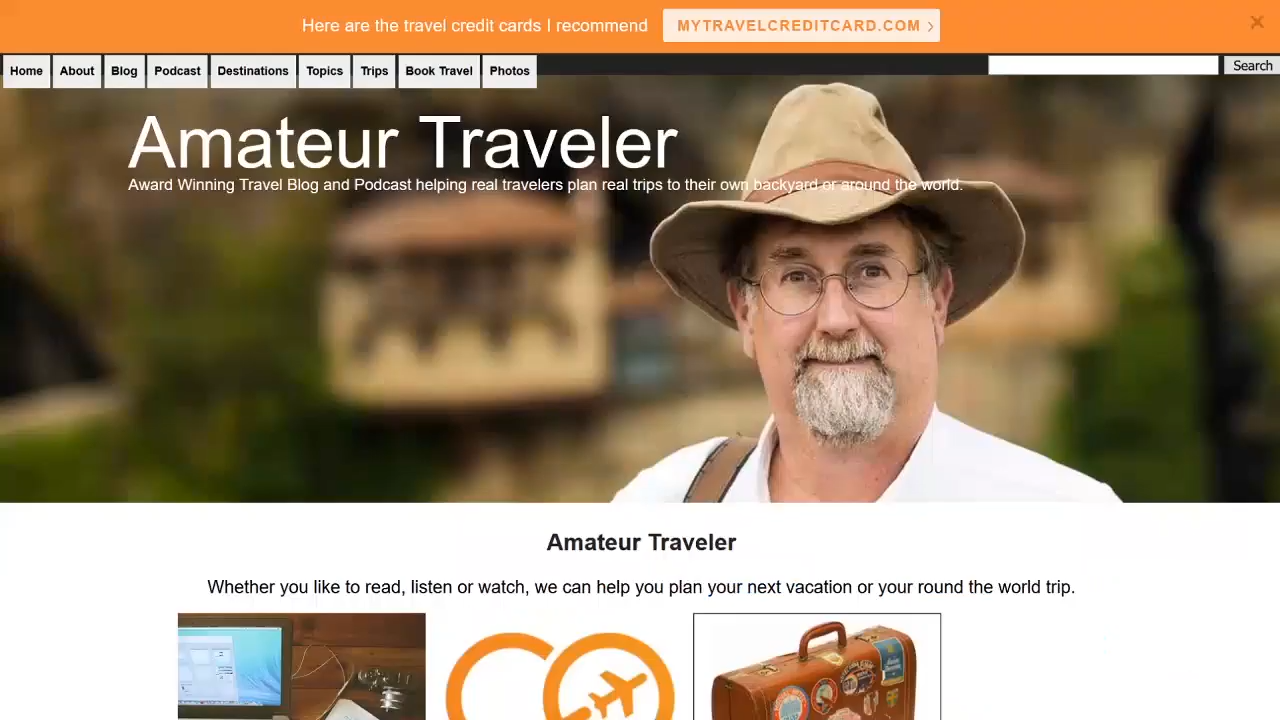 Here are the travel credit cards I recommend MYTRAVELCREDITCARD.COM › ×
Home About Blog Podcast Destinations Topics Trips Book Travel Photos Search
Amateur Traveler
Award Winning Travel Blog and Podcast helping real travelers plan real trips to their own backyard or around the world.
Amateur Traveler
Whether you like to read, listen or watch, we can help you plan your next vacation or your round the world trip.